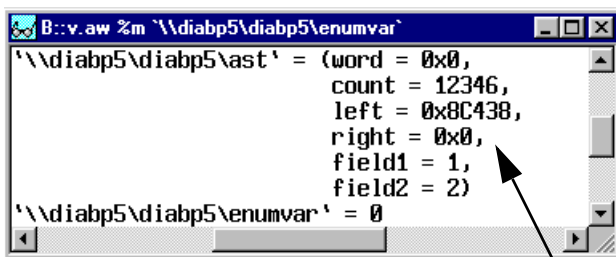 B::v.aw %m `\\diabp5\diabp5\enumvar`
'\\diabp5\diabp5\ast' = (word = 0x0,
count = 12346,
left = 0x8C438,
right = 0x0,
field1 = 1,
field2 = 2)
'\\diabp5\diabp5\enumvar' = 0